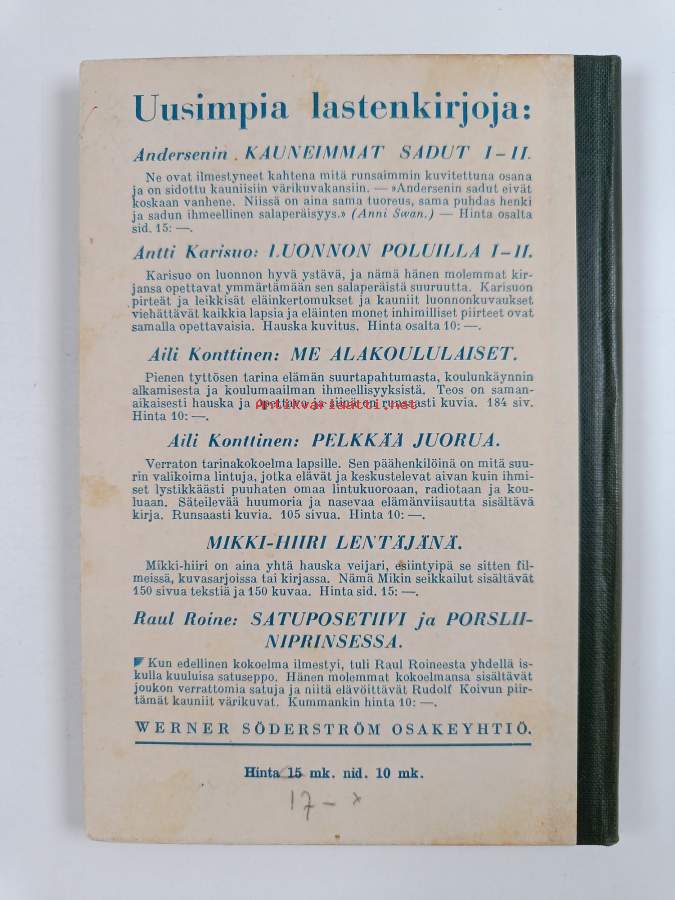 Uusimpia lastenkirjoja:
Andersenin KAUNEIMMAT SADUT I—II.
Ne ovat ilmestyneet kahtena mitä runsaimmin kuvitettuna osana
ja on sidottu kauniisiin värikuvakansiin. — »Andersenin sadut eivät
koskaan vanhene. Niissä on aina sama tuoreus, sama puhdas henki
ja sadun ihmeellinen salaperäisyys.» (Anni Swan.) — Hinta osalta
sid. 15: —.
Antti Karisuo: LUONNON POLUILLA I—II.
Karisuo on luonnon hyvä ystävä, ja nämä hänen molemmat kir-
jansa opettavat ymmärtämään sen salaperäistä suuruutta. Karisuon
pirteät ja leikkisät eläinkertomukset ja kauniit luonnonkuvaukset
viehättävät kaikkia lapsia ja eläinten monet inhimilliset piirteet ovat
samalla opettavaisia. Hauska kuvitus. Hinta osalta 10: —.
Aili Konttinen: ME ALAKOULULAISET.
Pienen tyttösen tarina elämän suurtapahtumasta, koulunkäynnin
alkamisesta ja koulumaailman ihmeellisyyksistä. Teos on saman-
aikaisesti hauska ja opettava ja siinä on runsaasti kuvia. 184 siv.
Hinta 10: —.
antikvariaatti.net
Aili Konttinen: PELKKÄÄ JUORUA.
Verraton tarinakokoelma lapsille. Sen päähenkilöinä on mitä suu-
rin valikoima lintuja, jotka elävät ja keskustelevat aivan kuin ihmi-
set lystikkäästi puuhaten omaa lintukuoroaan, radiotaan ja kou-
luaan. Säteilevää huumoria ja nasevaa elämänviisautta sisältävä
kirja. Runsaasti kuvia. 105 sivua. Hinta 10: —.
MIKKI-HIIRI LENTÄJÄNÄ.
Mikki-hiiri on aina yhtä hauska veijari, esiintyipä se sitten fil-
meissä, kuvasarjoissa tai kirjassa. Nämä Mikin seikkailut sisältävät
150 sivua tekstiä ja 150 kuvaa. Hinta sid. 15: —.
Raul Roine: SATUPOSETIIVI ja PORSLII-
NIPRINSESSA.
Kun edellinen kokoelma ilmestyi, tuli Raul Roineesta yhdellä is-
kulla kuuluisa satuseppo. Hänen molemmat kokoelmansa sisältävät
joukon verrattomia satuja ja niitä elävöittävät Rudolf Koivun piir-
tämät kauniit värikuvat. Kummankin hinta 10: —.
WERNER SÖDERSTRÖM OSAKEYHTIÖ.
Hinta 15 mk. nid. 10 mk.
17 – x